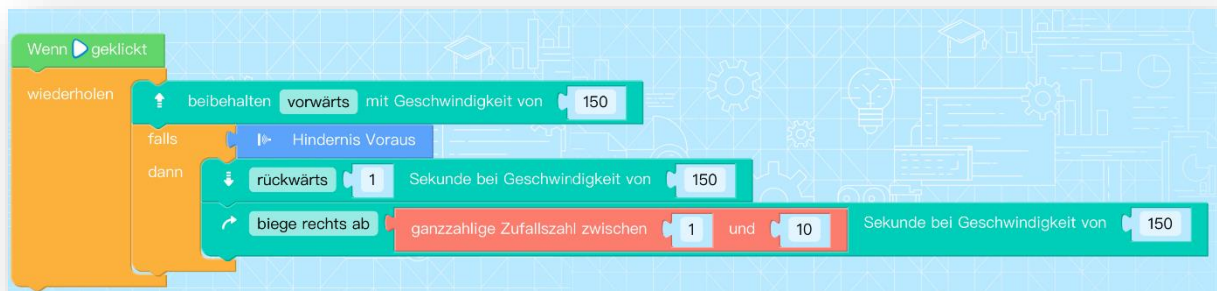 Wenn geklickt
wiederholen
beibehalten vorwärts mit Geschwindigkeit von 150
falls Hindernis Voraus
dann
rückwärts 1 Sekunde bei Geschwindigkeit von 150
biege rechts ab ganzzahlige Zufallszahl zwischen 1 und 10 Sekunde bei Geschwindigkeit von 150